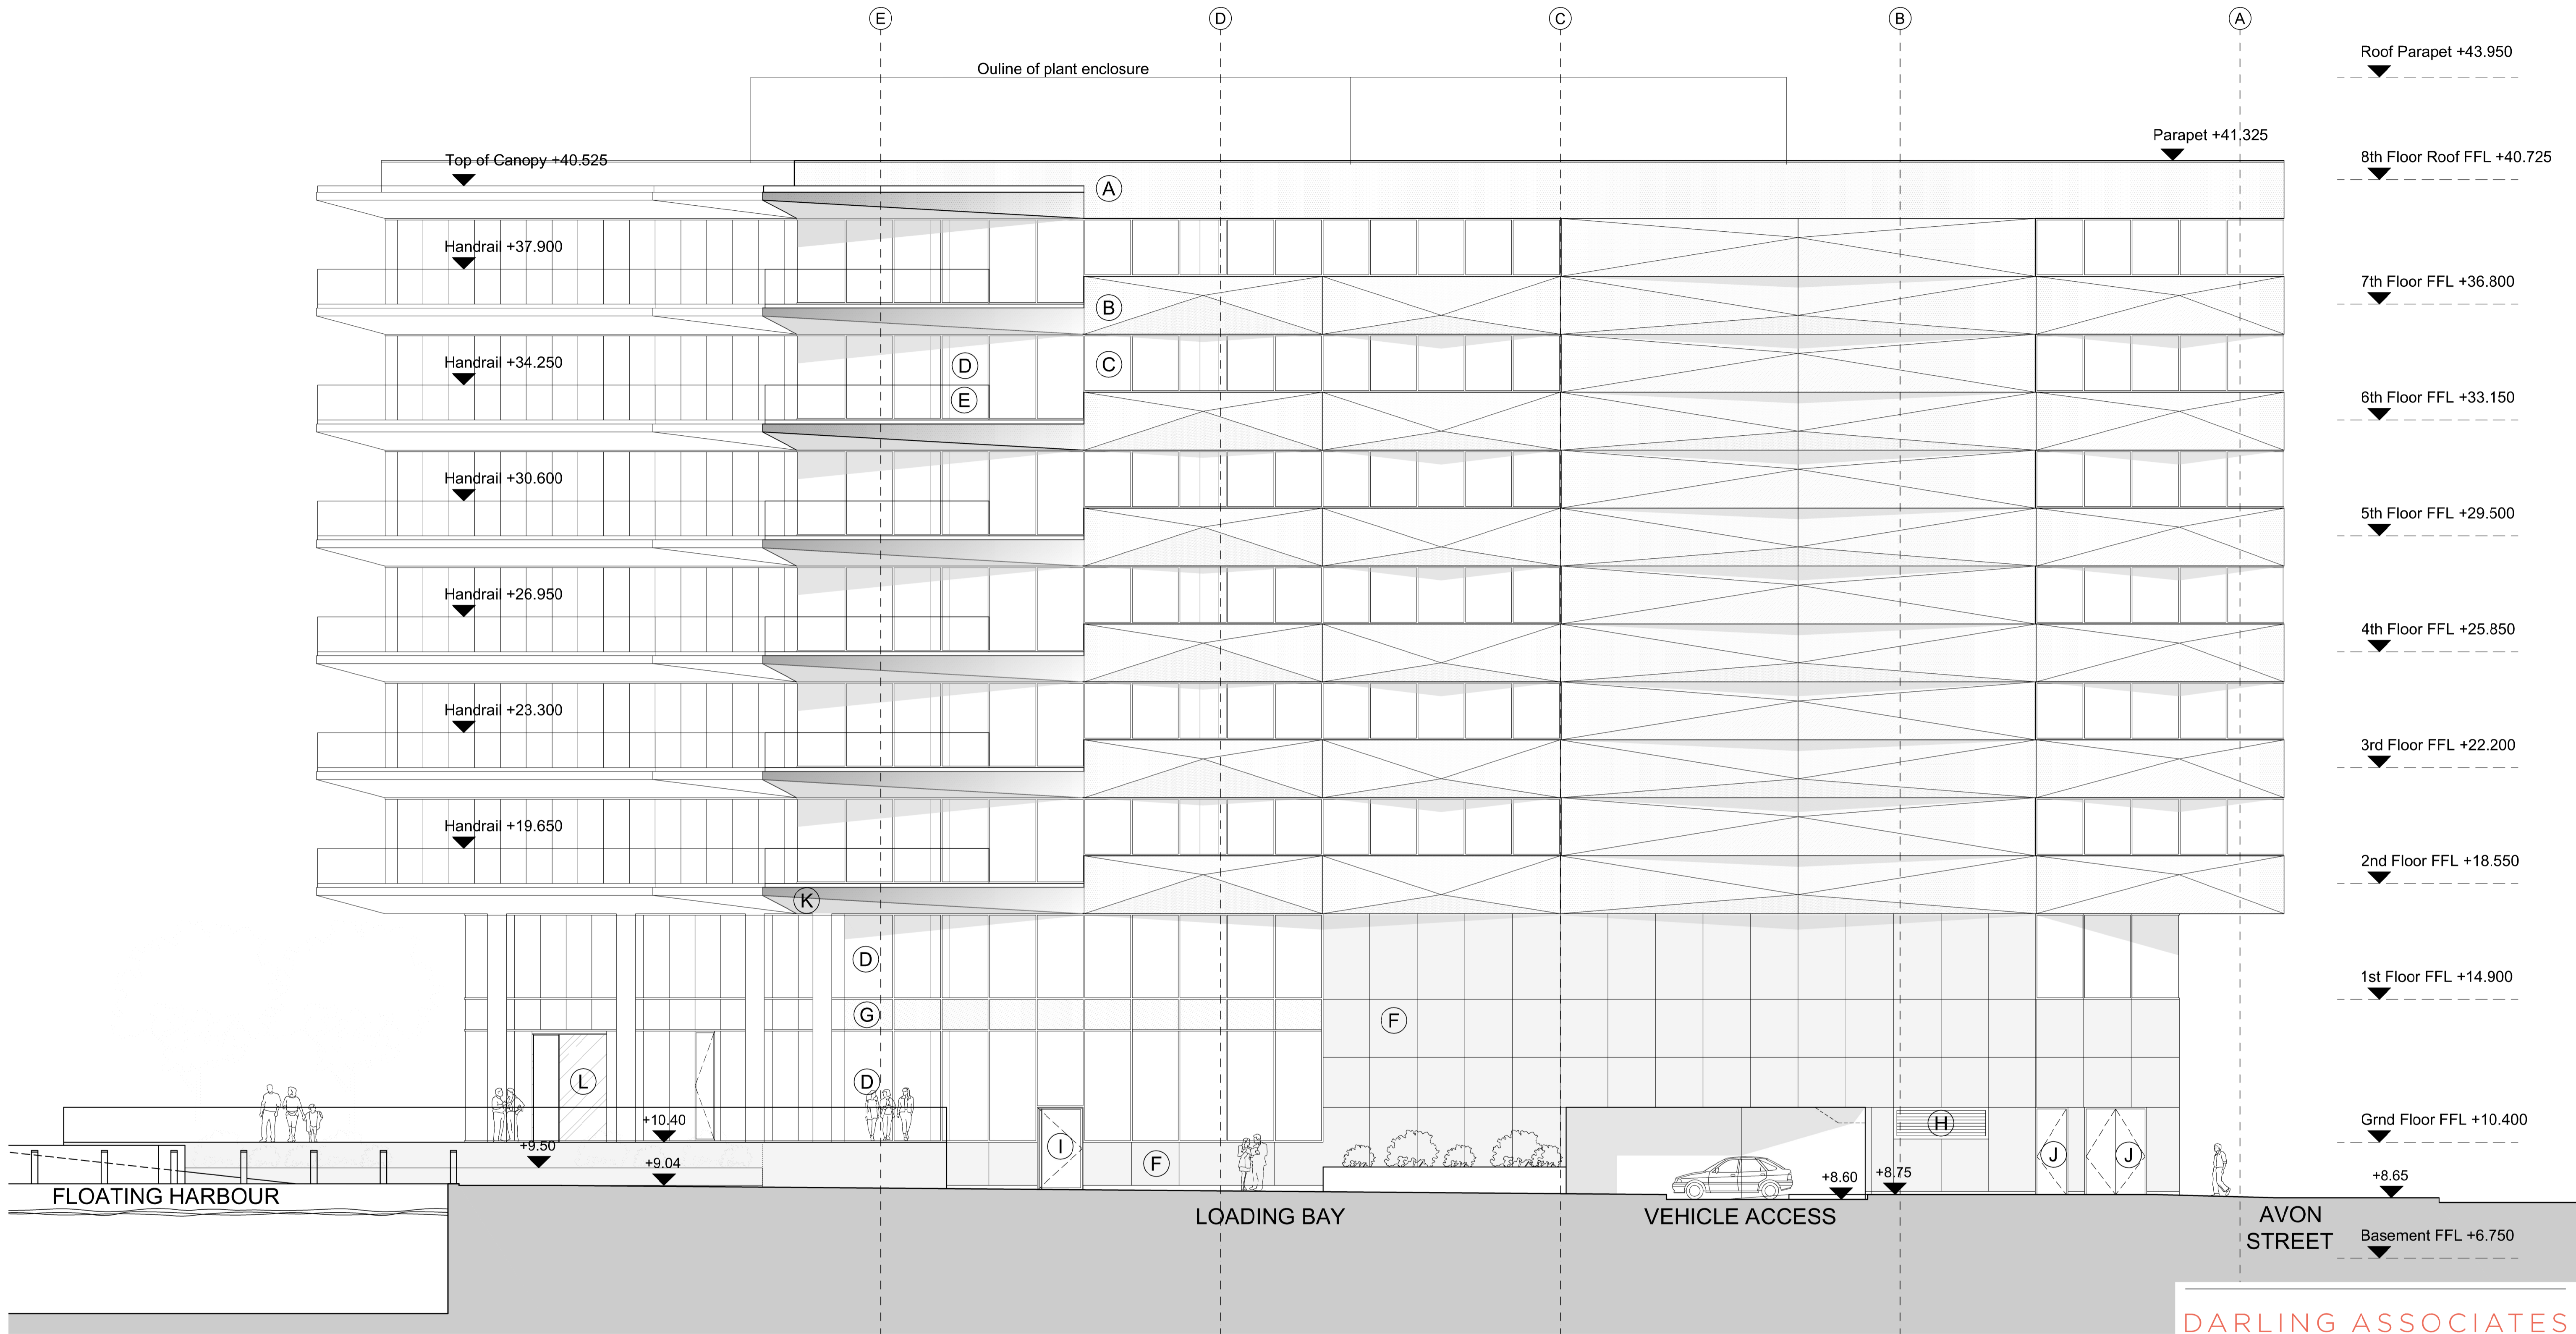 E
D
C
B
A
Roof Parapet +43.950
Ouline of plant enclosure
Parapet +41.325
8th Floor Roof FFL +40.725
Top of Canopy +40.525
A
Handrail +37.900
7th Floor FFL +36.800
B
Handrail +34.250
D
C
E
6th Floor FFL +33.150
Handrail +30.600
5th Floor FFL +29.500
Handrail +26.950
4th Floor FFL +25.850
Handrail +23.300
3rd Floor FFL +22.200
Handrail +19.650
2nd Floor FFL +18.550
K
D
1st Floor FFL +14.900
G
F
L
D
+10.40
H
Grnd Floor FFL +10.400
+9.50
I
J
J
+9.04
F
+8.60
+8.75
+8.65
FLOATING HARBOUR
LOADING BAY
VEHICLE ACCESS
AVON
STREET
Basement FFL +6.750
DARLING ASSOCIATES